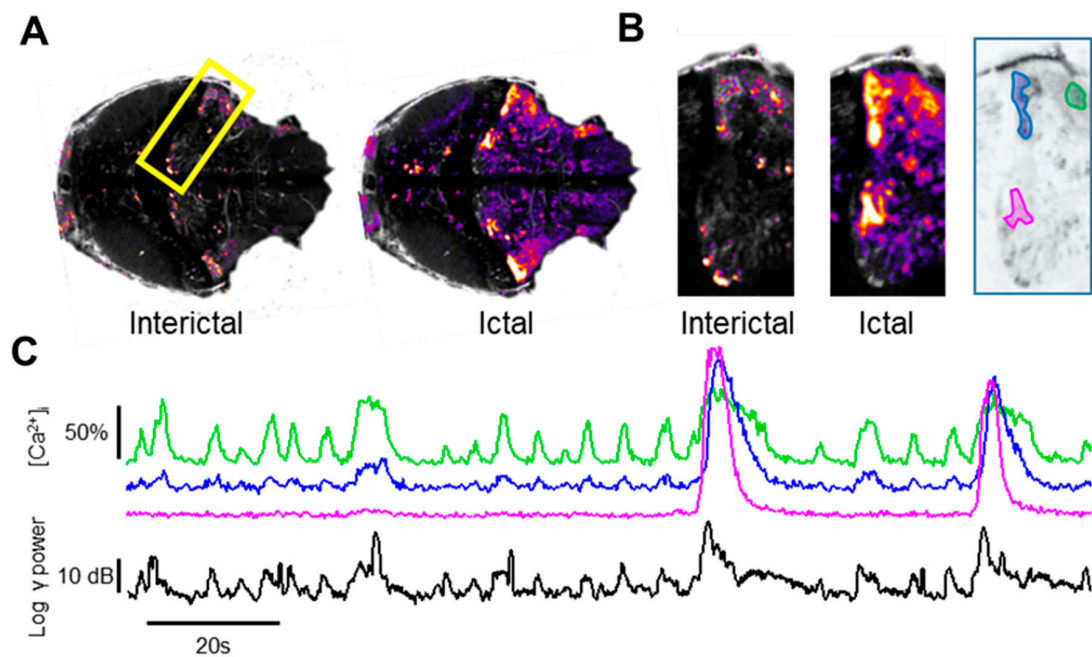 A
B
Interictal
Ictal
Interictal
Ictal
C
[Ca²⁺]ᵢ
50%
Log γ power
10 dB
20s